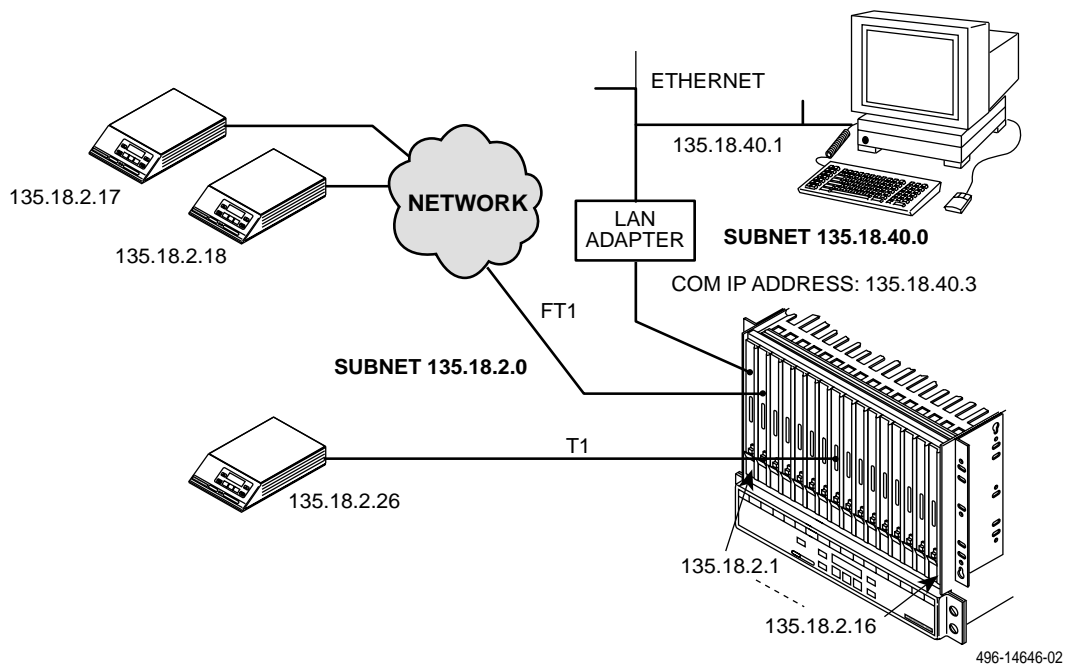 ETHERNET
135.18.40.1
135.18.2.17
135.18.2.18
NETWORK
LAN
ADAPTER
SUBNET 135.18.40.0
COM IP ADDRESS: 135.18.40.3
FT1
SUBNET 135.18.2.0
T1
135.18.2.26
135.18.2.1
135.18.2.16
496-14646-02